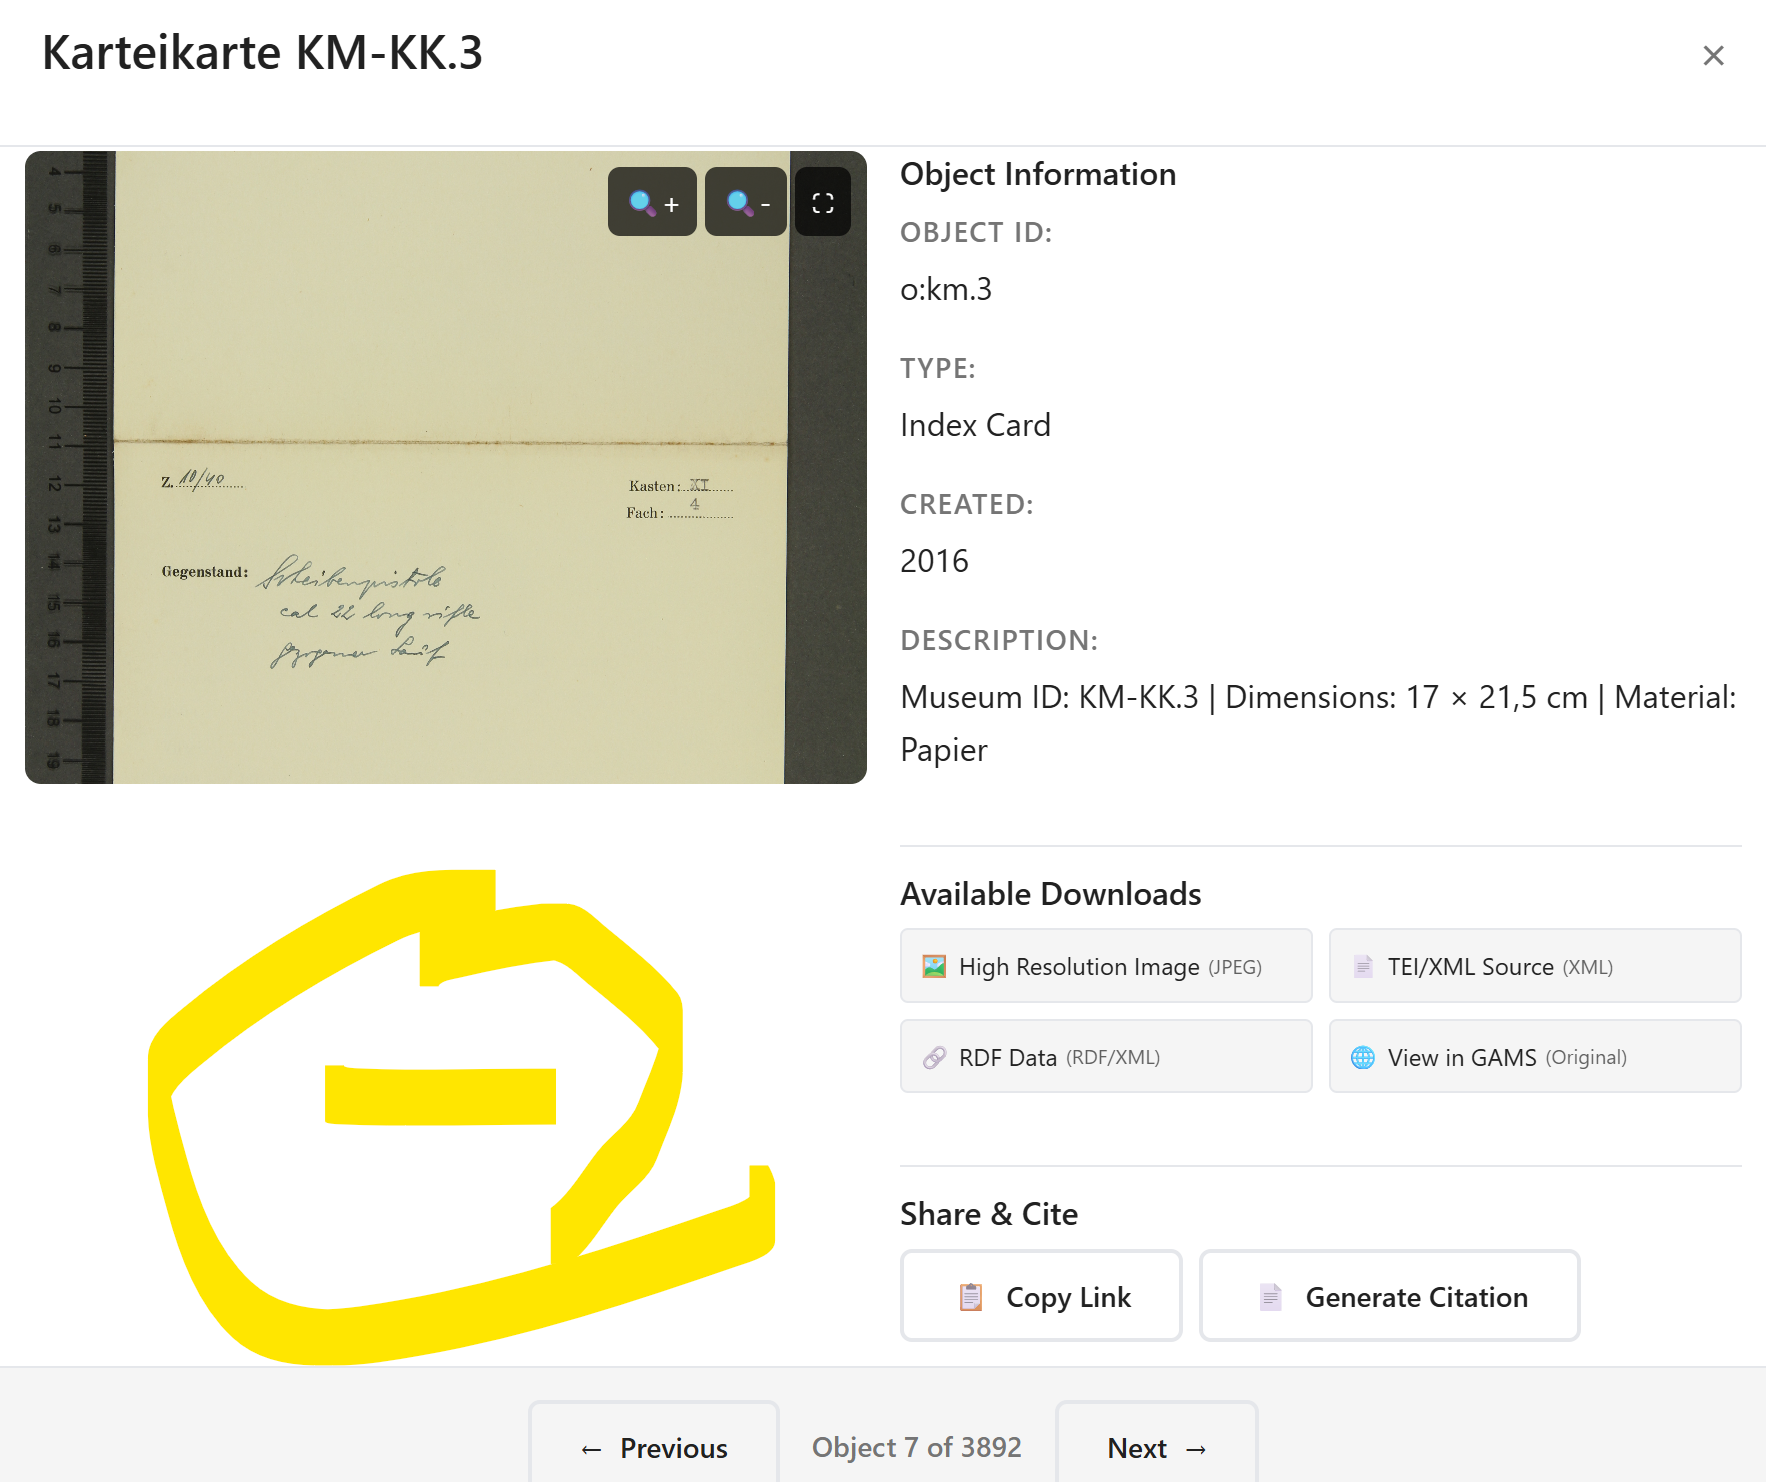 Karteikarte KM-KK.3
×
4
5
6
7
8
9
10
11
12
13
14
15
16
17
18
19
+
-
Z. 10/40
Kasten: XI
Fach: 4
Gegenstand: Scheibenpistole
cal 22 long rifle
gezogener Lauf
Object Information
OBJECT ID:
o:km.3
TYPE:
Index Card
CREATED:
2016
DESCRIPTION:
Museum ID: KM-KK.3 | Dimensions: 17 × 21,5 cm | Material:
Papier
Available Downloads
High Resolution Image (JPEG)
TEI/XML Source (XML)
RDF Data (RDF/XML)
View in GAMS (Original)
Share & Cite
Copy Link
Generate Citation
← Previous
Object 7 of 3892
Next →